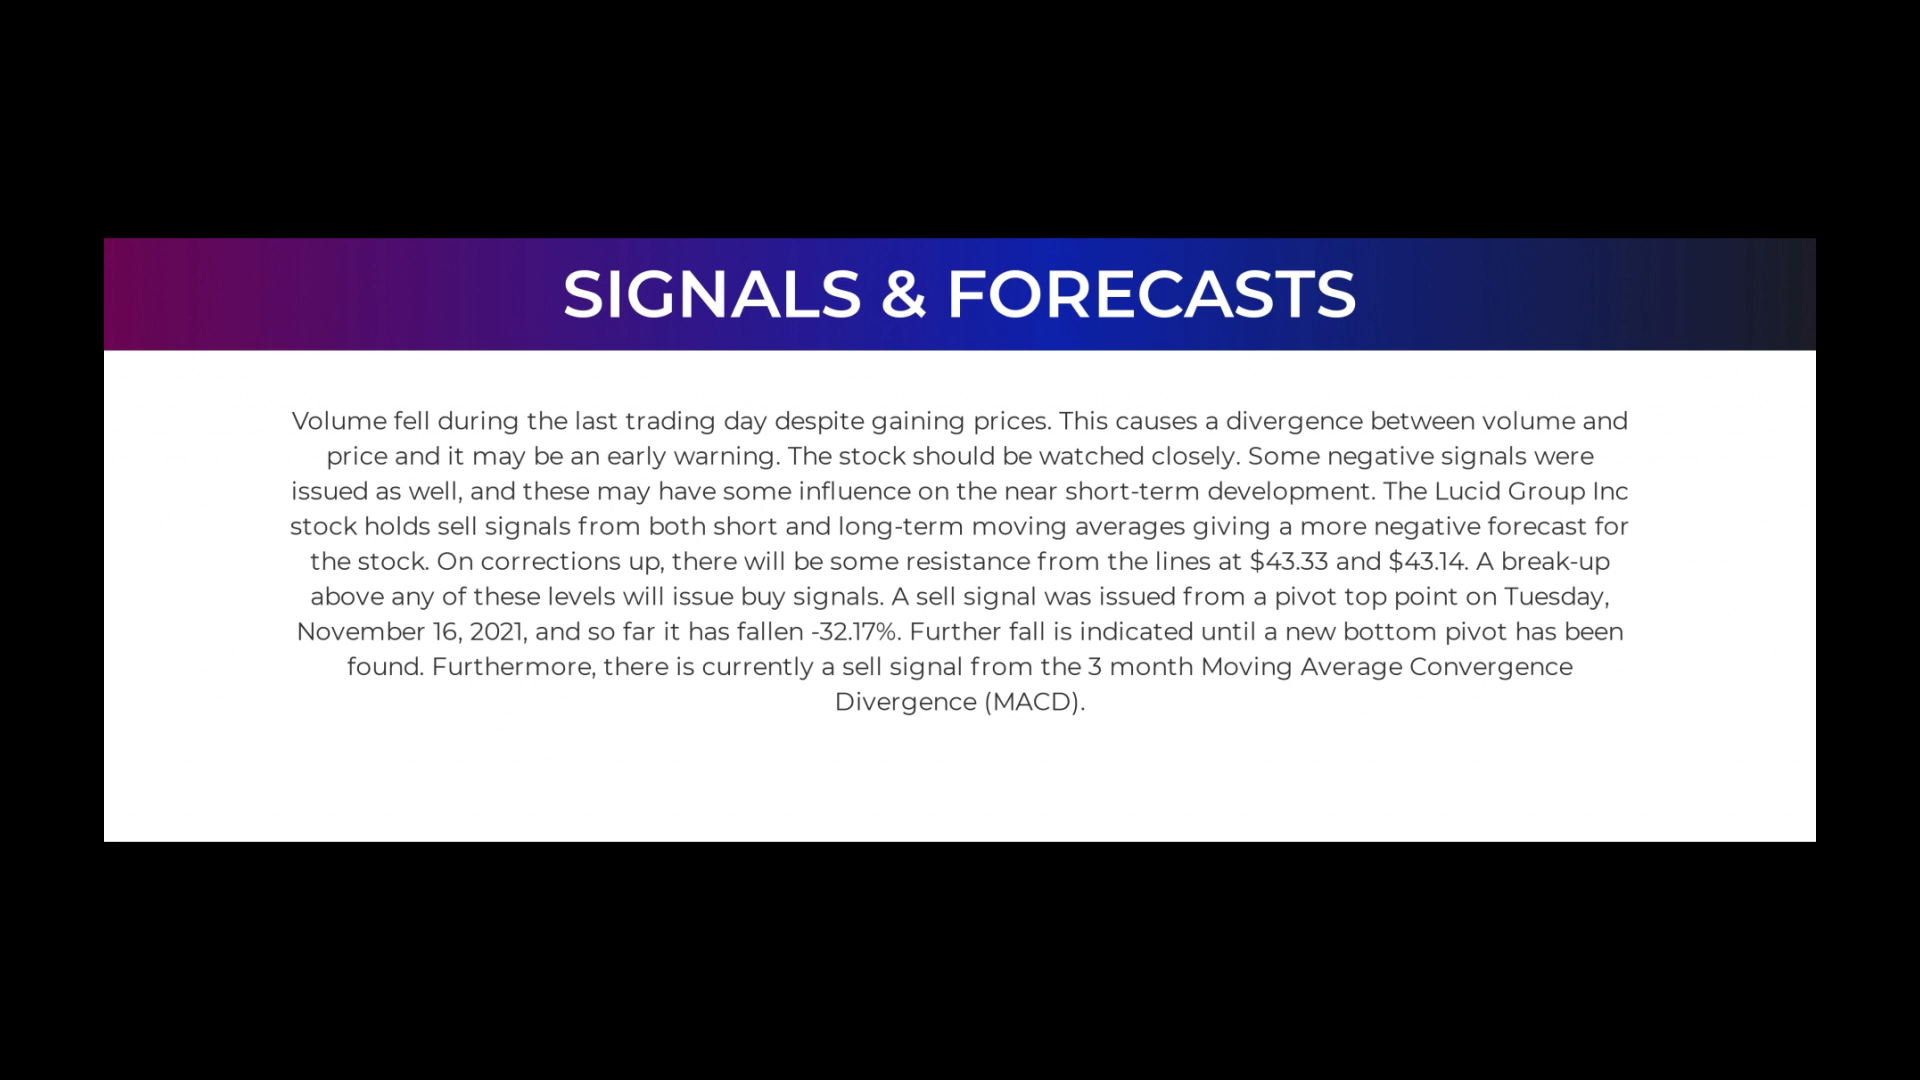 SIGNALS & FORECASTS
Volume fell during the last trading day despite gaining prices. This causes a divergence between volume and
price and it may be an early warning. The stock should be watched closely. Some negative signals were
issued as well, and these may have some influence on the near short-term development. The Lucid Group Inc
stock holds sell signals from both short and long-term moving averages giving a more negative forecast for
the stock. On corrections up, there will be some resistance from the lines at $43.33 and $43.14. A break-up
above any of these levels will issue buy signals. A sell signal was issued from a pivot top point on Tuesday,
November 16, 2021, and so far it has fallen -32.17%. Further fall is indicated until a new bottom pivot has been
found. Furthermore, there is currently a sell signal from the 3 month Moving Average Convergence
Divergence (MACD).